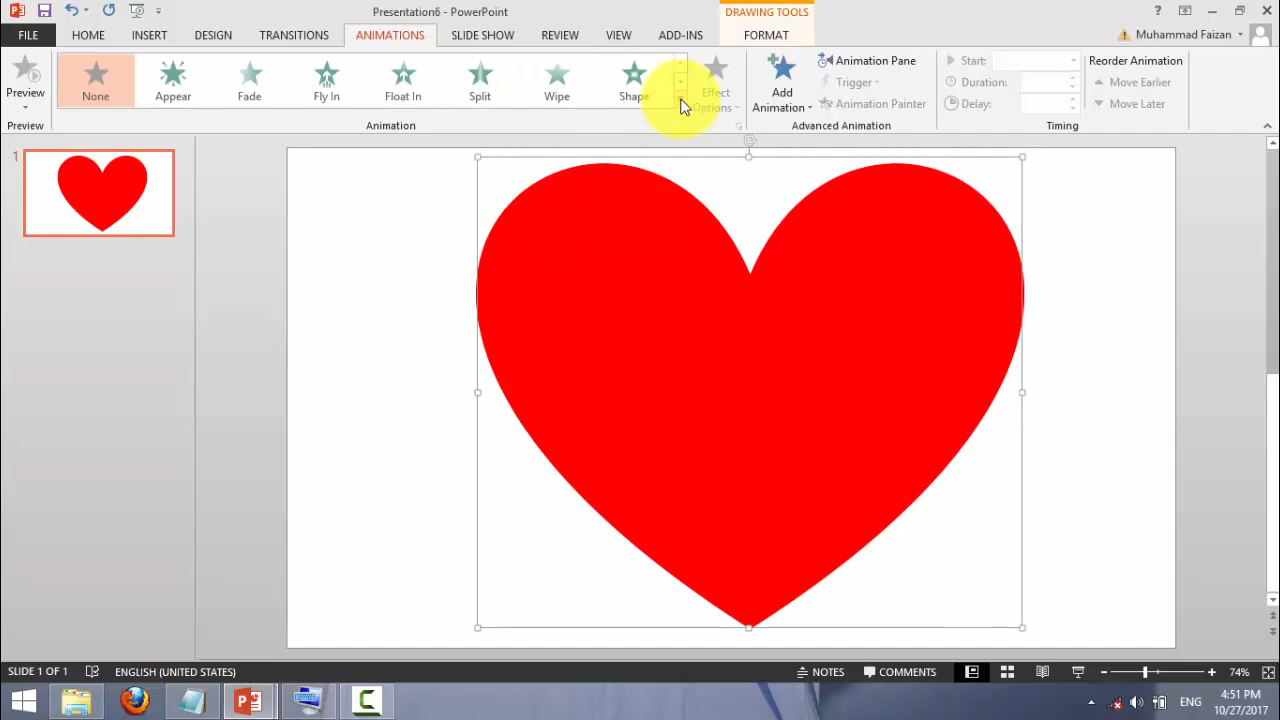 Presentation6 - PowerPoint
DRAWING TOOLS
?
FILE
HOME
INSERT
DESIGN
TRANSITIONS
ANIMATIONS
SLIDE SHOW
REVIEW
VIEW
ADD-INS
FORMAT
Muhammad Faizan
Preview
None
Appear
Fade
Fly In
Float In
Split
Wipe
Shape
Effect
Options
Add
Animation
Animation Pane
Trigger
Animation Painter
Start:
Duration:
Delay:
Reorder Animation
Move Earlier
Move Later
Preview
Animation
Advanced Animation
Timing
1
SLIDE 1 OF 1
ENGLISH (UNITED STATES)
NOTES
COMMENTS
74%
ENG
4:51 PM
10/27/2017